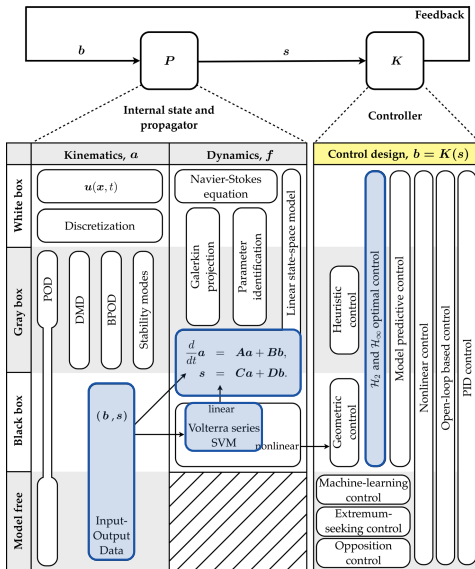 Feedback
b
s
P
K
Internal state and
propagator
Controller
Kinematics, a
Dynamics, f
Control design, b = K(s)
White box
Gray box
Black box
Model free
u(x, t)
Discretization
POD
DMD
BPOD
Stability modes
(b, s)
Input-
Output
Data
Navier-Stokes
equation
Galerkin
projection
Parameter
identification
Linear state-space model
d/dt a = Aa + Bb,
s = Ca + Db.
linear
Volterra series
SVM
nonlinear
Heuristic
control
Geometric
control
H2 and H∞ optimal control
Model predictive control
Nonlinear control
Open-loop based control
PID control
Machine-learning
control
Extremum-
seeking control
Opposition
control